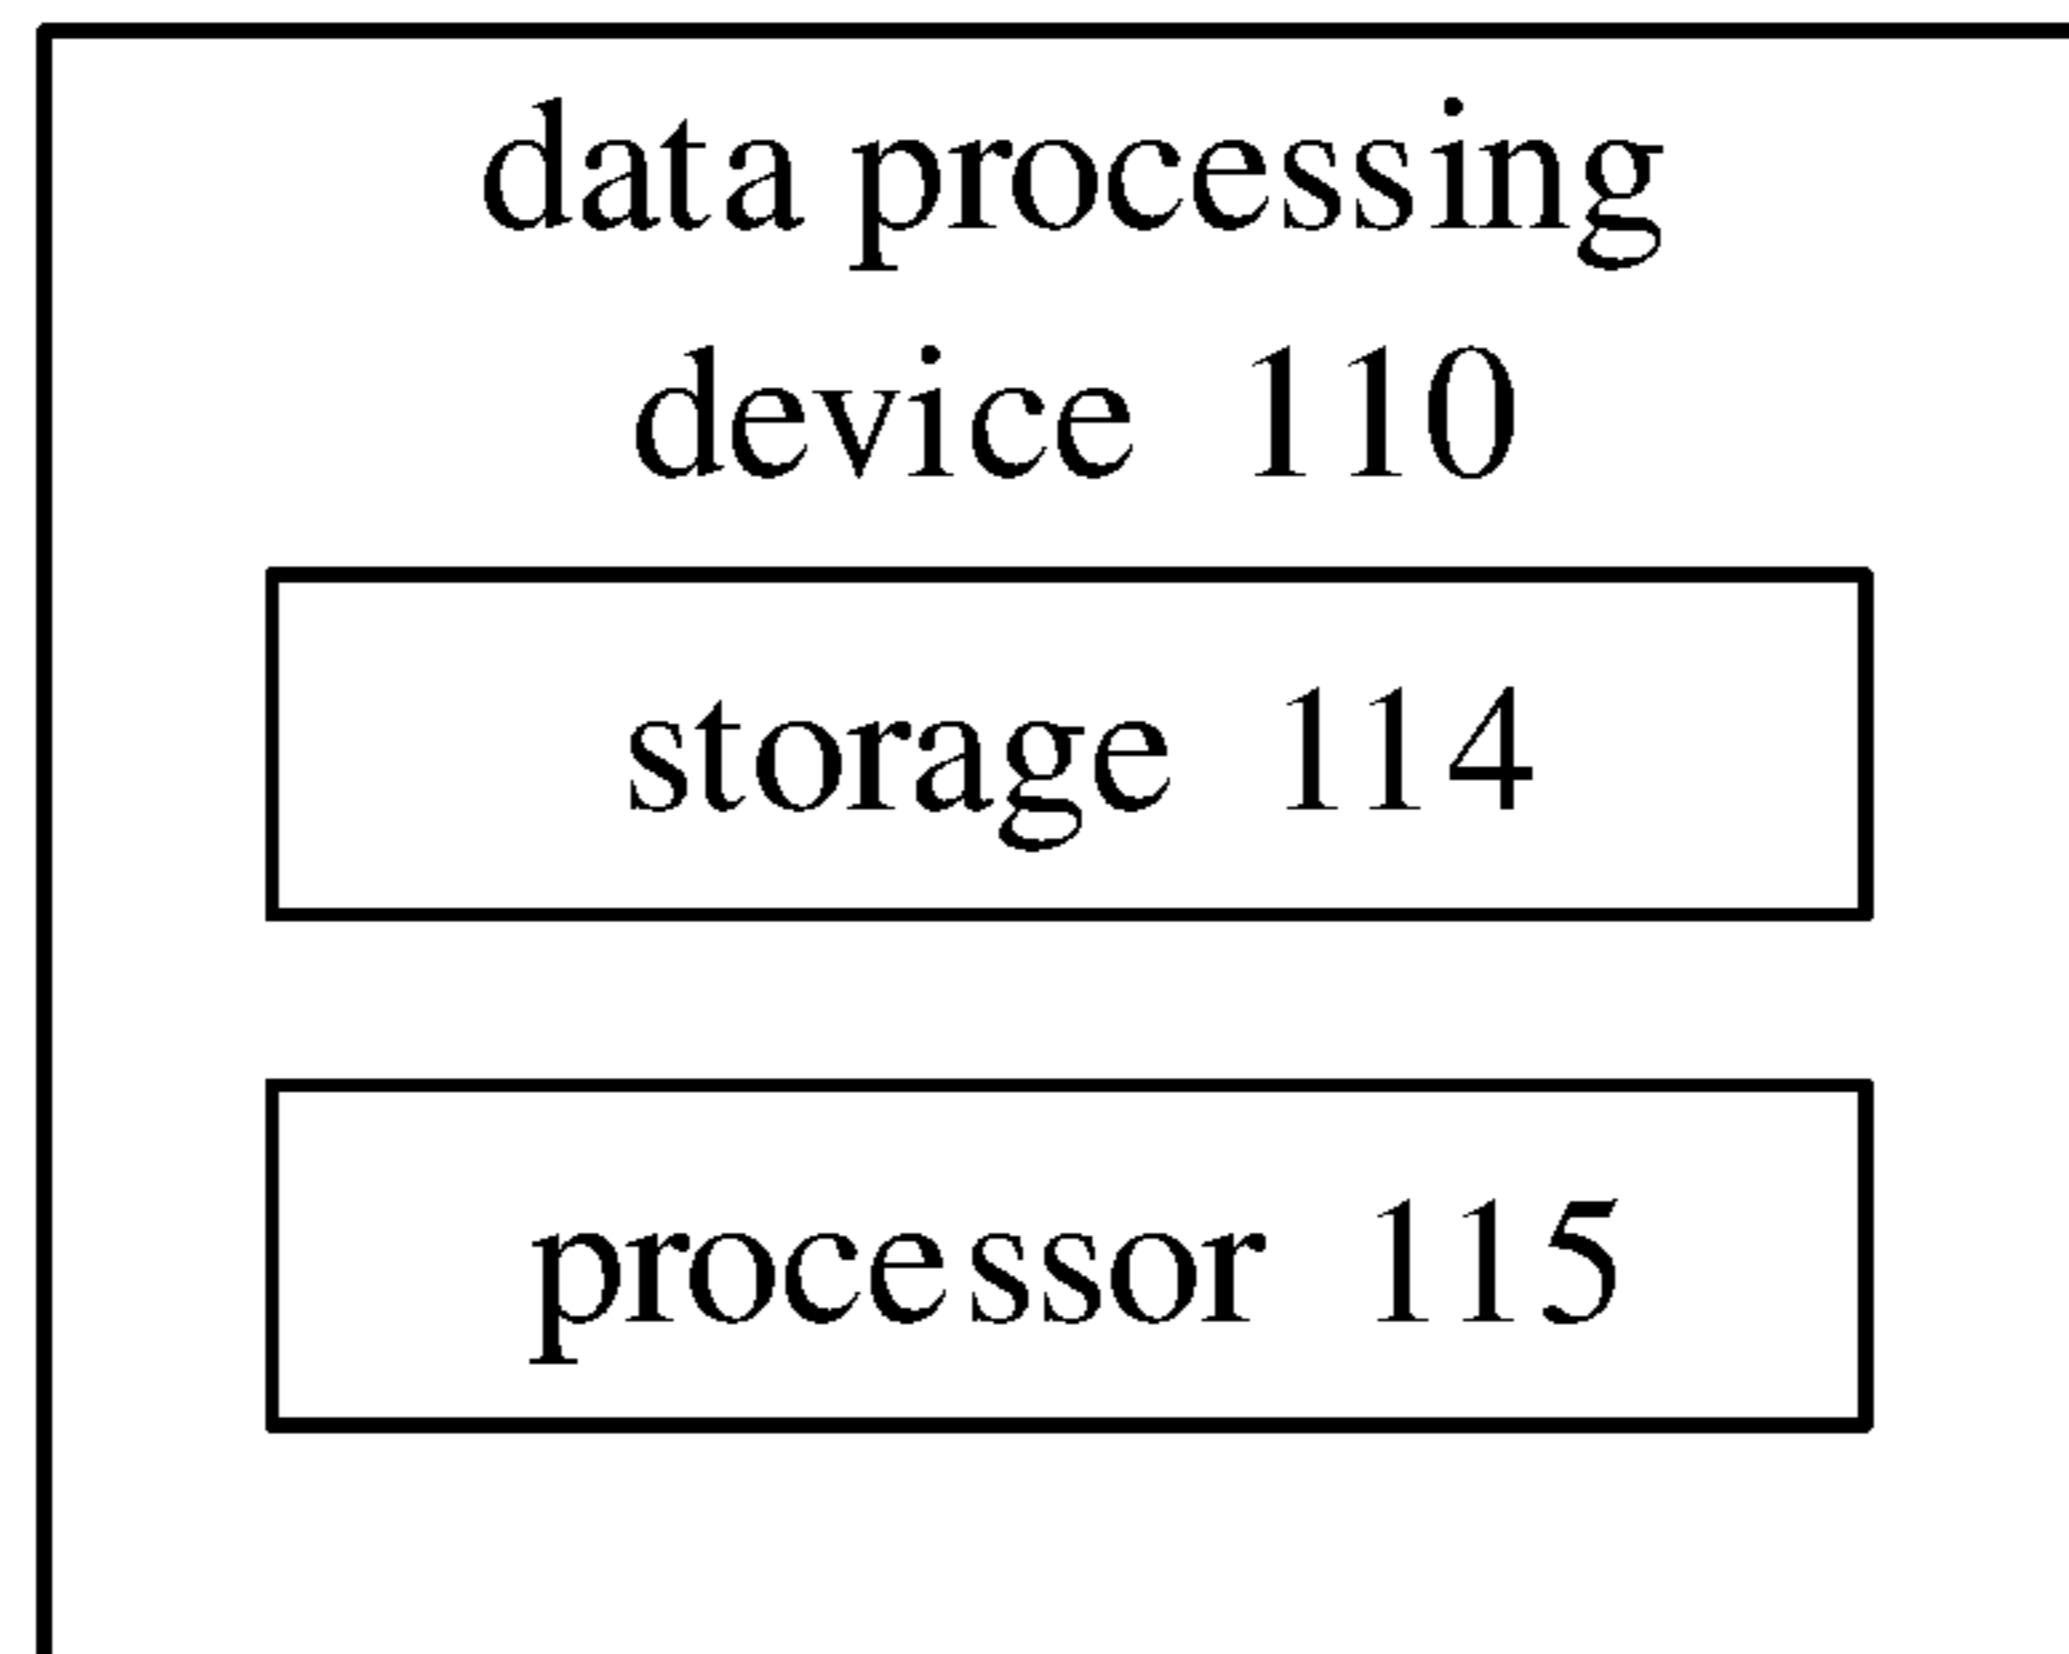 data processing
device 110
storage 114
processor 115